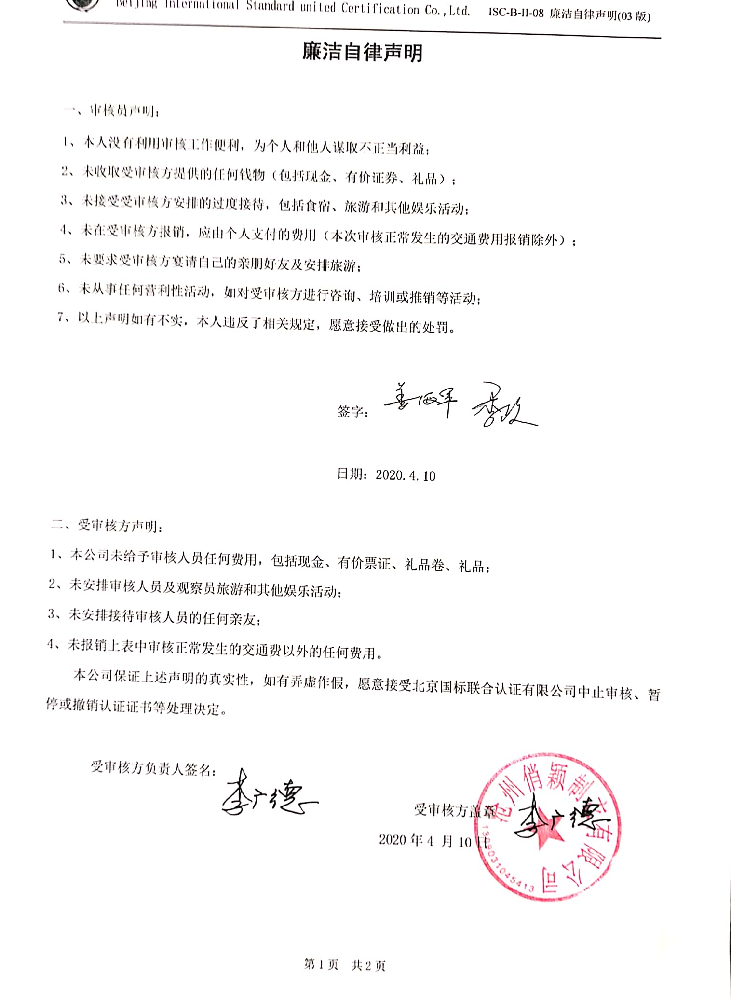 Beijing International Standard united Certification Co.,Ltd. ISC-B-II-08 廉洁自律声明(03版)
廉洁自律声明
一、审核员声明：
1、本人没有利用审核工作便利，为个人和他人谋取不正当利益；
2、未收取受审核方提供的任何钱物（包括现金、有价证券、礼品）；
3、未接受受审核方安排的过度接待，包括食宿、旅游和其他娱乐活动；
4、未在受审核方报销，应由个人支付的费用（本次审核正常发生的交通费用报销除外）；
5、未要求受审核方宴请自己的亲朋好友及安排旅游；
6、未从事任何营利性活动，如对受审核方进行咨询、培训或推销等活动；
7、以上声明如有不实，本人违反了相关规定，愿意接受做出的处罚。
签字：姜海军
日期：2020.4.10
二、受审核方声明：
1、本公司未给予审核人员任何费用，包括现金、有价票证、礼品卷、礼品；
2、未安排审核人员及观察员旅游和其他娱乐活动；
3、未安排接待审核人员的任何亲友；
4、未报销上表中审核正常发生的交通费以外的任何费用。
本公司保证上述声明的真实性，如有弄虚作假，愿意接受北京国标联合认证有限公司中止审核、暂
停或撤销认证证书等处理决定。
受审核方负责人签名：李广德
受审核方盖章 李广德
2020年4月10日
沧州俏颖制衣有限公司
1309031045413
第1页 共2页